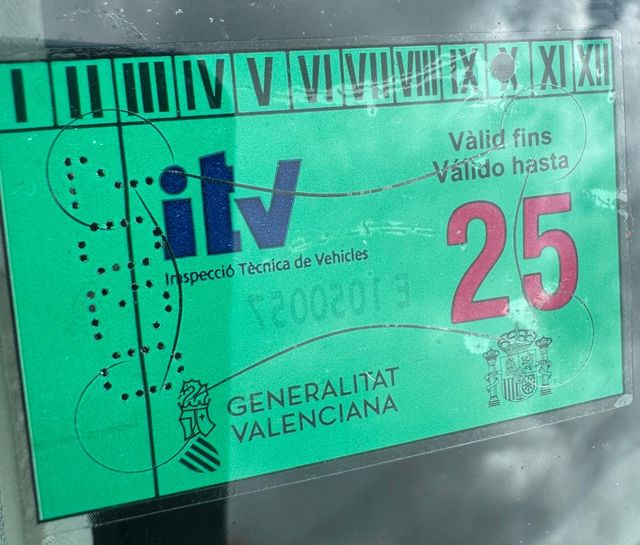 I II III IV V VI VII VIII IX X XI XII
Vàlid fins
Válido hasta
itv
25
Inspecció Tècnica de Vehicles
E 1050057
GENERALITAT
VALENCIANA